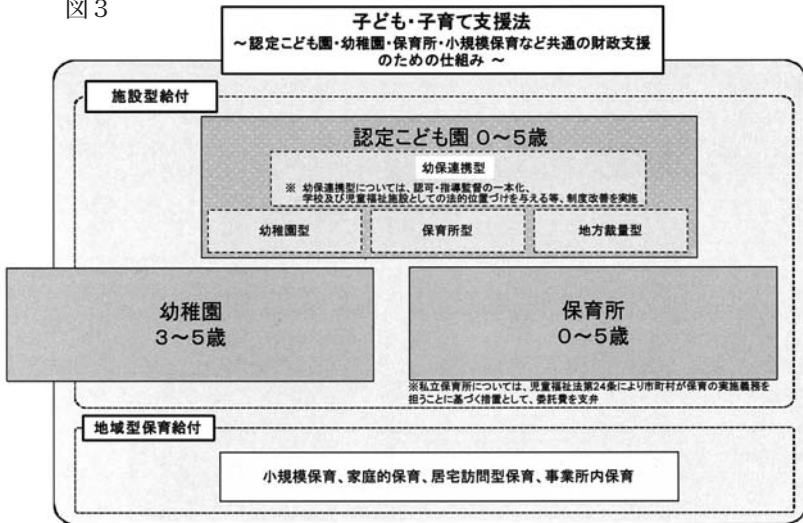 図3
子ども・子育て支援法
～認定こども園・幼稚園・保育所・小規模保育など共通の財政支援
のための仕組み～
施設型給付
認定こども園 0～5歳
幼保連携型
※ 幼保連携型については、認可・指導監督の一本化、
学校及び児童福祉施設としての法的位置づけを与える等、制度改善を実施
幼稚園型
保育所型
地方裁量型
幼稚園
3～5歳
保育所
0～5歳
※私立保育所については、児童福祉法第24条により市町村が保育の実施義務を
担うことに基づく措置として、委託費を支弁
地域型保育給付
小規模保育、家庭的保育、居宅訪問型保育、事業所内保育